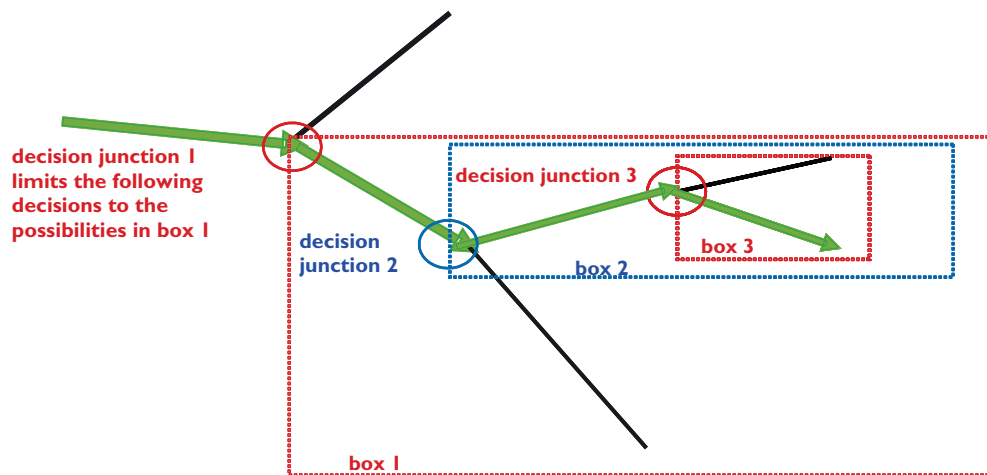 decision junction 1
limits the following
decisions to the
possibilities in box 1
decision
junction 2
decision junction 3
box 3
box 2
box 1